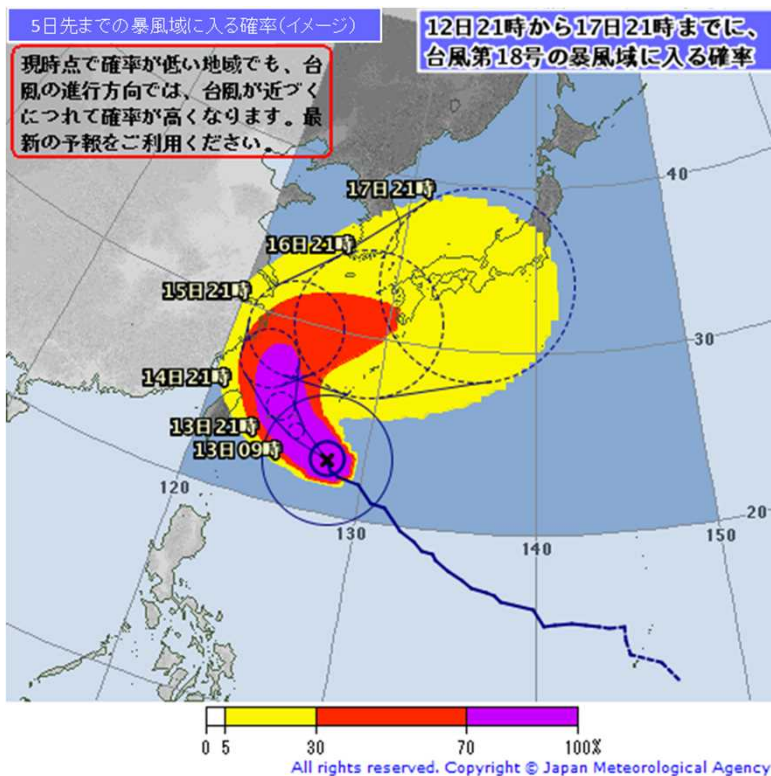 5日先までの暴風域に入る確率(イメージ)
12日21時から17日21時までに、
台風第18号の暴風域に入る確率
現時点で確率が低い地域でも、台
風の進行方向では、台風が近づく
につれて確率が高くなります。最
新の予報をご利用ください。
17日21時
40
16日21時
15日21時
30
14日21時
13日21時
13日09時
120
20
130
140
150
0 5 30 70 100%
All rights reserved. Copyright © Japan Meteorological Agency